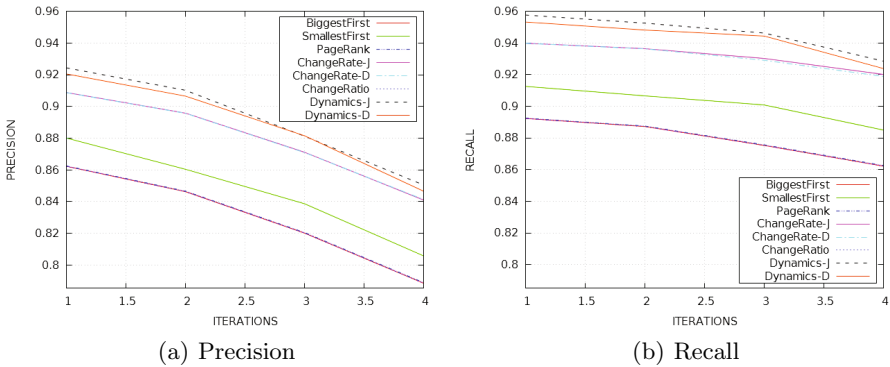 0.96
0.94
0.92
0.9
0.88
0.86
0.84
0.82
0.8
PRECISION
BiggestFirst
SmallestFirst
PageRank
ChangeRate-J
ChangeRate-D
ChangeRatio
Dynamics-J
Dynamics-D
1
1.5
2
2.5
3
3.5
4
ITERATIONS
(a) Precision
0.96
0.94
0.92
0.9
0.88
0.86
0.84
0.82
0.8
RECALL
BiggestFirst
SmallestFirst
PageRank
ChangeRate-J
ChangeRate-D
ChangeRatio
Dynamics-J
Dynamics-D
1
1.5
2
2.5
3
3.5
4
ITERATIONS
(b) Recall